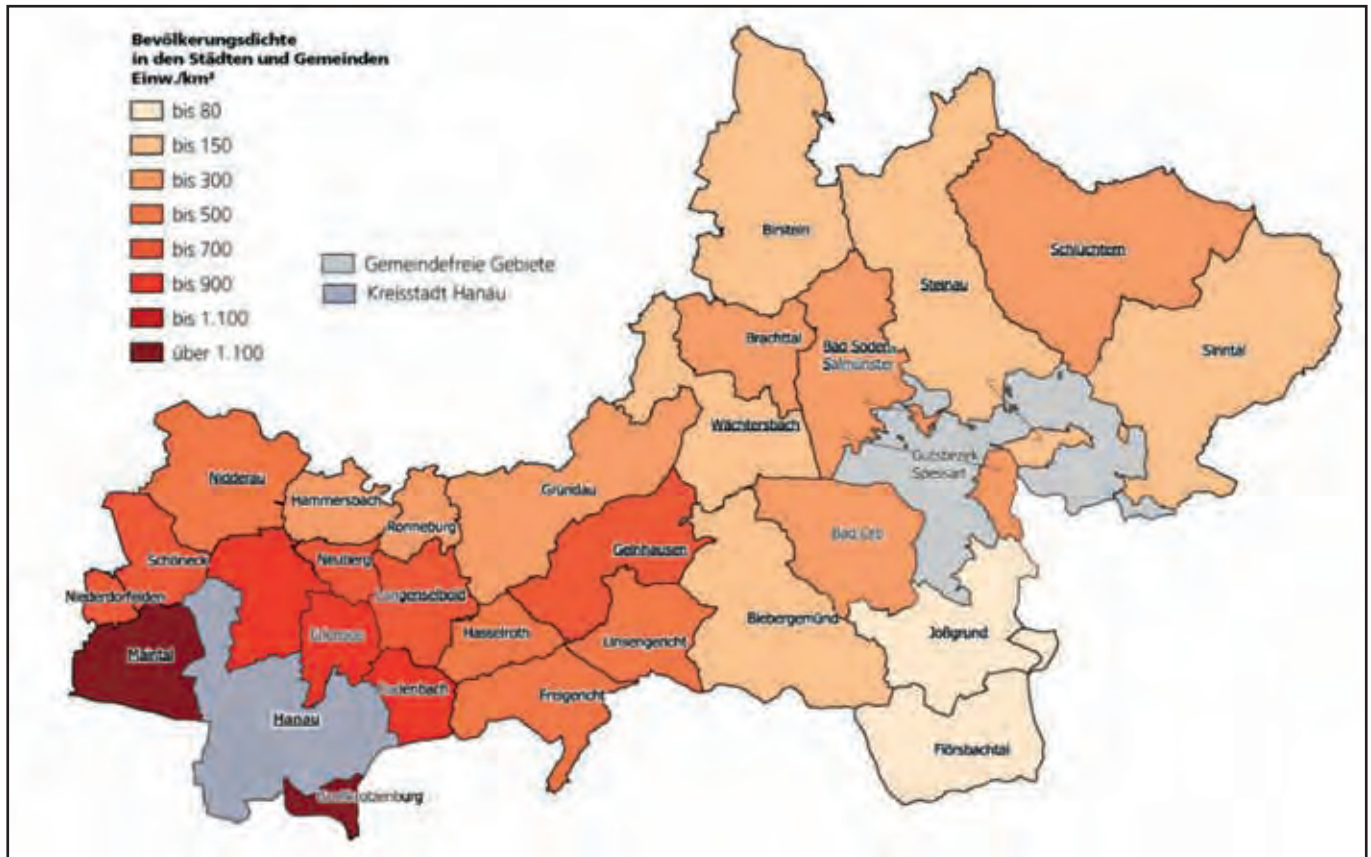 Bevölkerungsdichte
in den Städten und Gemeinden
Einw./km²
bis 80
bis 150
bis 300
bis 500
bis 700
bis 900
bis 1.100
über 1.100
Gemeindefreie Gebiete
Kreisstadt Hanau
Birstein
Schlüchtern
Steinau
Sinntal
Brachttal
Bad Soden
Salmünster
Wächtersbach
Gutsbezirk
Spessart
Nidderau
Hammersbach
Gründau
Ronneburg
Bad Orb
Gelnhausen
Schöneck
Neuberg
Niederdorfelden
Langenselbold
Biebergemünd
Joßgrund
Hasselroth
Linsengericht
Maintal
Rodenbach
Freigericht
Hanau
Flörsbachtal
Großkrotzenburg